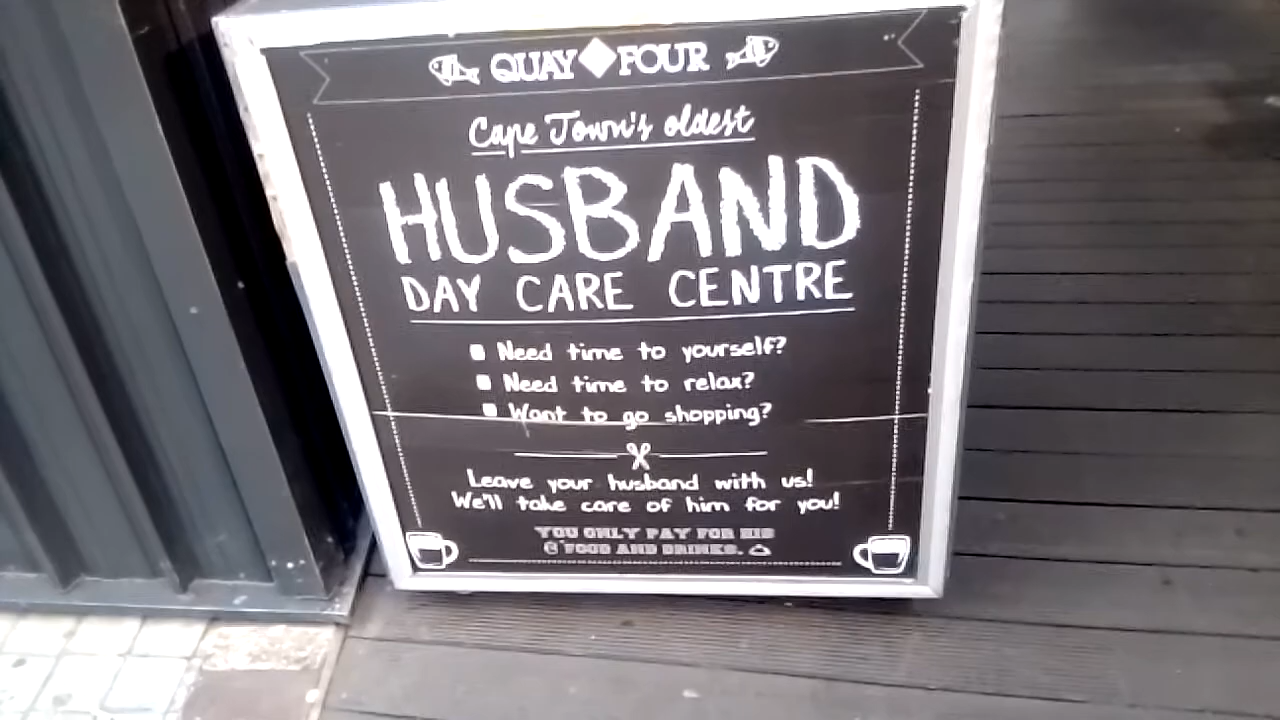 QUAY FOUR
Cape Town's oldest
HUSBAND
DAY CARE CENTRE
Need time to yourself?
Need time to relax?
Want to go shopping?
Leave your husband with us!
We'll take care of him for you!
YOU ONLY PAY FOR HIS
FOOD AND DRINKS.